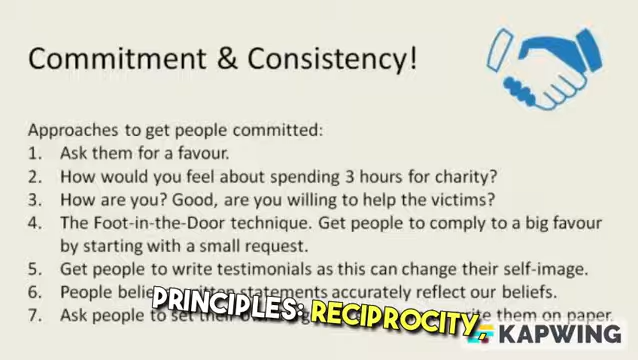 Commitment & Consistency!
Approaches to get people committed:
1. Ask them for a favour.
2. How would you feel about spending 3 hours for charity?
3. How are you? Good, are you willing to help the victims?
4. The Foot-in-the-Door technique. Get people to comply to a big favour
by starting with a small request.
5. Get people to write testimonials as this can change their self-image.
6. People statements accurately reflect our beliefs.
7. Ask people to set them on paper.
PRINCIPLES: RECIPROCITY,
KAPWING